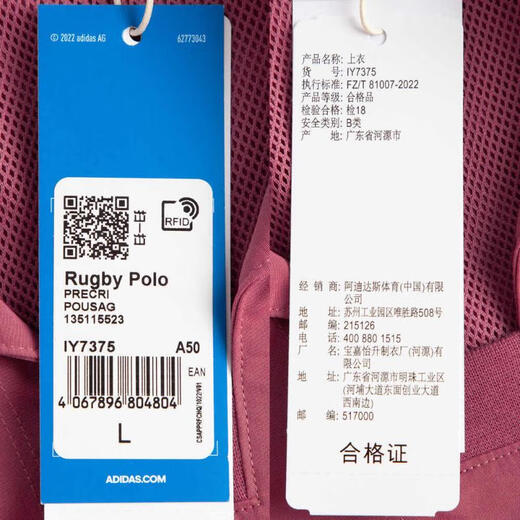 © 2022 adidas AG 62773043
RFID
Rugby Polo
PRECRI
POUSAG
135115523
IY7375 A50
EAN
4 067896 804804
L
ADIDAS.COM
产品名称: 上衣
货 号: IY7375
执行标准: FZ/T 81007-2022
产品等级: 合格品
检验合格: 检18
安全类别: B类
产 地: 广东省河源市
经 销 商: 阿迪达斯体育(中国)有限
公司
地 址: 苏州工业园区唯胜路508号
邮 编: 215126
电 话: 400 880 1515
厂 名: 宝嘉怡升制衣厂(河源)有
限公司
地 址: 广东省河源市明珠工业区
(河埔大道东面创业大道
西南边)
邮 编: 517000
合格证